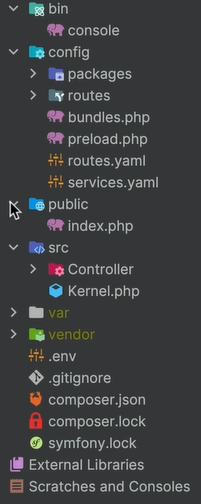 bin
console
config
packages
routes
bundles.php
preload.php
routes.yaml
services.yaml
public
index.php
src
Controller
Kernel.php
var
vendor
.env
.gitignore
composer.json
composer.lock
symfony.lock
External Libraries
Scratches and Consoles